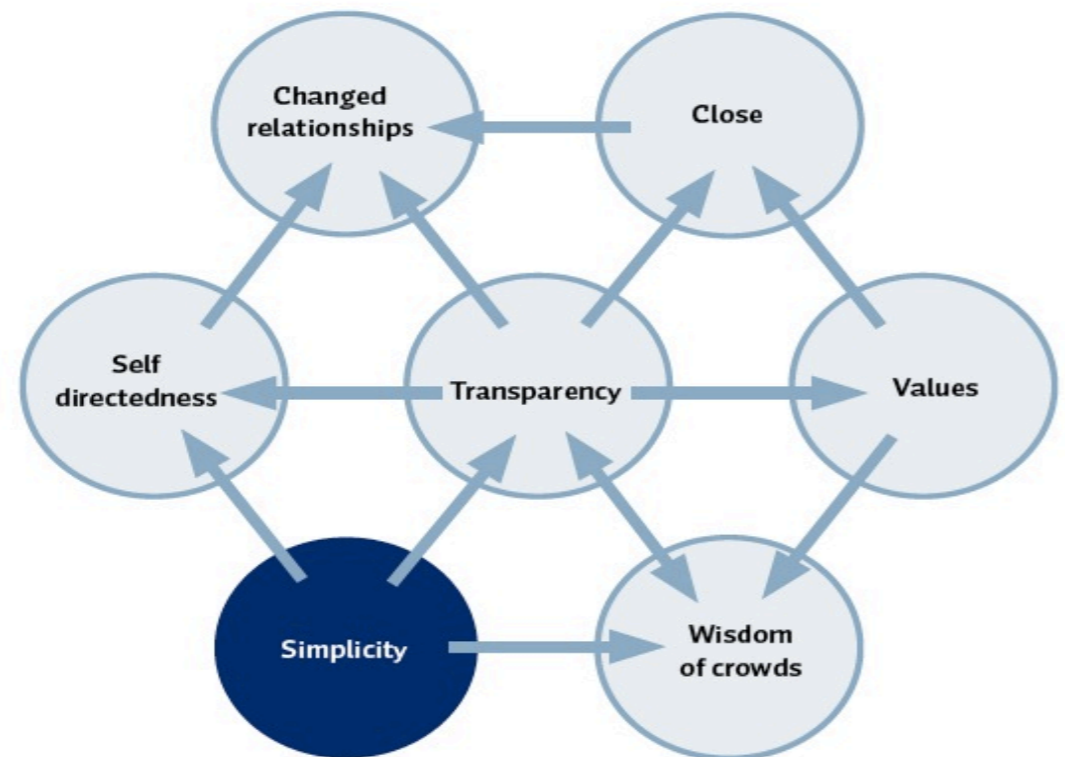 Changed
relationships
Close
Self
directedness
Transparency
Values
Simplicity
Wisdom
of crowds